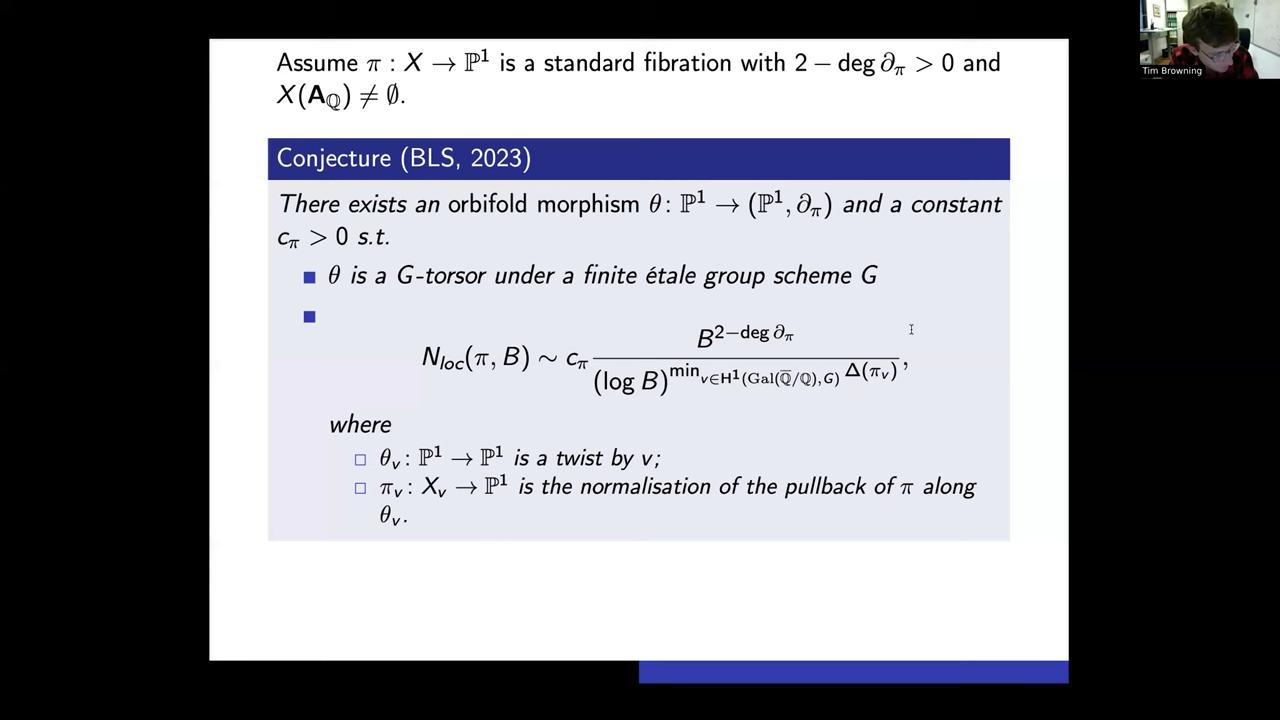 Assume π : X → ℙ¹ is a standard fibration with 2 − deg ∂_π > 0 and
X(𝐀_ℚ) ≠ ∅.
Tim Browning
Conjecture (BLS, 2023)
There exists an orbifold morphism θ: ℙ¹ → (ℙ¹, ∂_π) and a constant
c_π > 0 s.t.
θ is a G-torsor under a finite étale group scheme G
N_loc(π, B) ∼ c_π B^{2−deg ∂_π} / (log B)^{min_{v∈H¹(Gal(ℚ̅/ℚ),G)} Δ(π_v)},
where
θ_v : ℙ¹ → ℙ¹ is a twist by v;
π_v : X_v → ℙ¹ is the normalisation of the pullback of π along
θ_v.